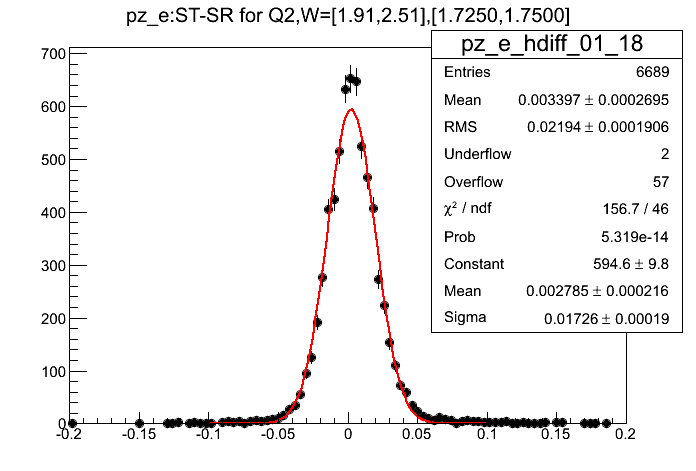 pz_e:ST-SR for Q2,W=[1.91,2.51],[1.7250,1.7500]
pz_e_hdiff_01_18
Entries 6689
Mean 0.003397 ± 0.0002695
RMS 0.02194 ± 0.0001906
Underflow 2
Overflow 57
χ² / ndf 156.7 / 46
Prob 5.319e-14
Constant 594.6 ± 9.8
Mean 0.002785 ± 0.000216
Sigma 0.01726 ± 0.00019
700
600
500
400
300
200
100
0
-0.2 -0.15 -0.1 -0.05 0 0.05 0.1 0.15 0.2